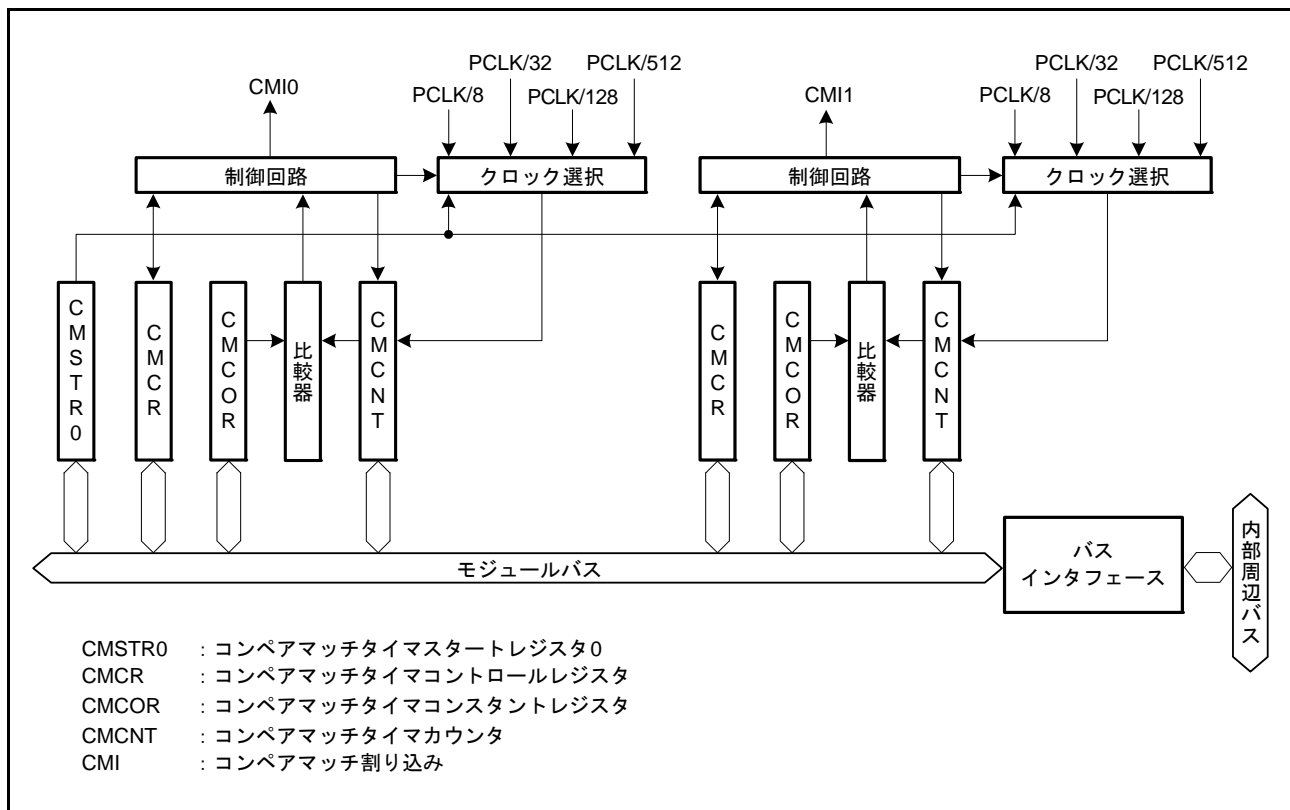 PCLK/32 PCLK/512
CMI0 PCLK/8 PCLK/128
制御回路 クロック選択
PCLK/32 PCLK/512
CMI1 PCLK/8 PCLK/128
制御回路 クロック選択
CMSTR0
CMCR
CMCOR
比較器
CMCNT
CMCR
CMCOR
比較器
CMCNT
モジュールバス
バス
インタフェース
内部周辺バス
CMSTR0 : コンペアマッチタイマスタートレジスタ0
CMCR : コンペアマッチタイマコントロールレジスタ
CMCOR : コンペアマッチタイマコンスタントレジスタ
CMCNT : コンペアマッチタイマカウンタ
CMI : コンペアマッチ割り込み